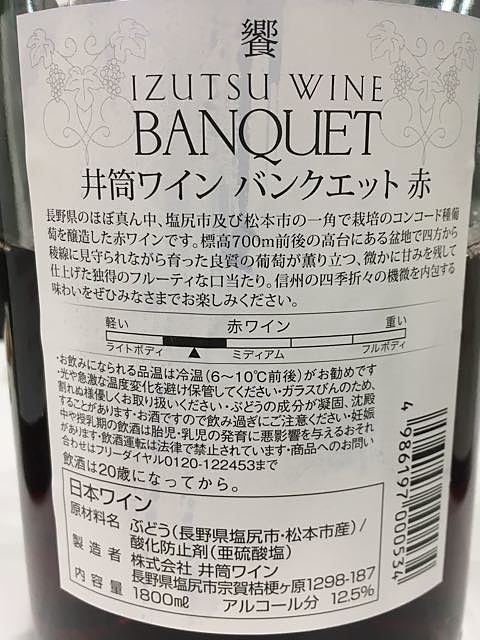 饗
IZUTSU WINE
BANQUET
井筒ワイン バンクエット 赤
長野県のほぼ真ん中、塩尻市及び松本市の一角で栽培のコンコード種葡
萄を醸造した赤ワインです。標高700m前後の高台にある盆地で四方から
稜線に見守られながら育った良質の葡萄が薫り立つ、微かに甘みを残して
仕上げた独得のフルーティな口当たり。信州の四季折々の機微を内包する
味わいをぜひみなさまでお楽しみください。
軽い 赤ワイン 重い
ライトボディ ▲ ミディアム フルボディ
・お飲みになられる品温は冷温(6～10℃前後)がお勧めです
・光や急激な温度変化を避け保管してください・ガラスびんのため、
割れぬ様優しくお取り扱いください・ぶどうの成分が凝固、沈殿
することがあります・お酒ですので飲み過ぎにご注意ください・妊娠
中や授乳期の飲酒は胎児・乳児の発育に悪影響を与えるおそれ
があります・飲酒運転は法律で禁止されています・商品へのお問い
合わせはフリーダイヤル0120-122453まで
飲酒は20歳になってから。
日本ワイン
原材料名 ぶどう(長野県塩尻市・松本市産)/
酸化防止剤(亜硫酸塩)
製造者 株式会社 井筒ワイン
長野県塩尻市宗賀桔梗ヶ原1298-187
内容量 1800ml アルコール分 12.5%
4 986197 000534